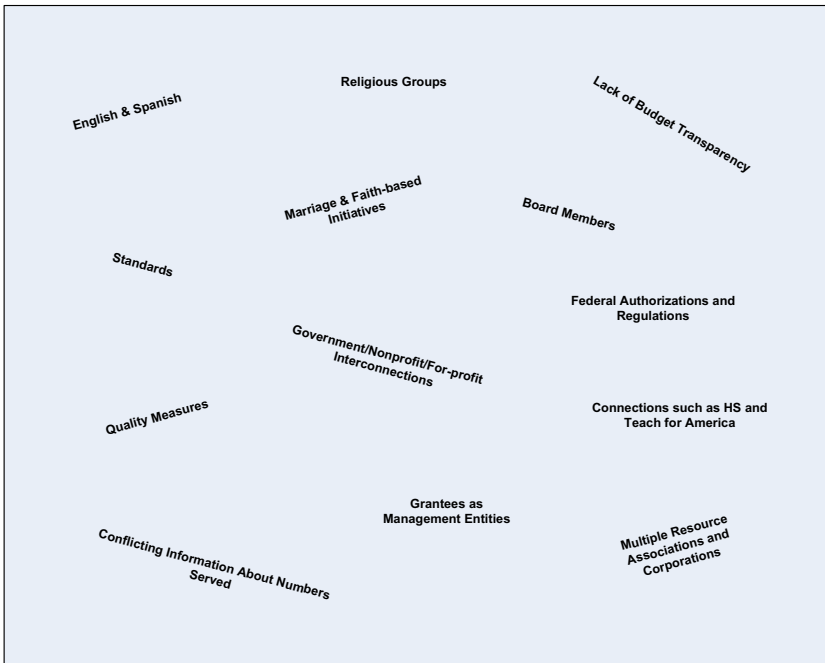 English & Spanish
Religious Groups
Lack of Budget Transparency
Marriage & Faith-based
Initiatives
Board Members
Standards
Federal Authorizations and
Regulations
Government/Nonprofit/For-profit
Interconnections
Quality Measures
Connections such as HS and
Teach for America
Grantees as
Management Entities
Conflicting Information About Numbers
Served
Multiple Resource
Associations and
Corporations